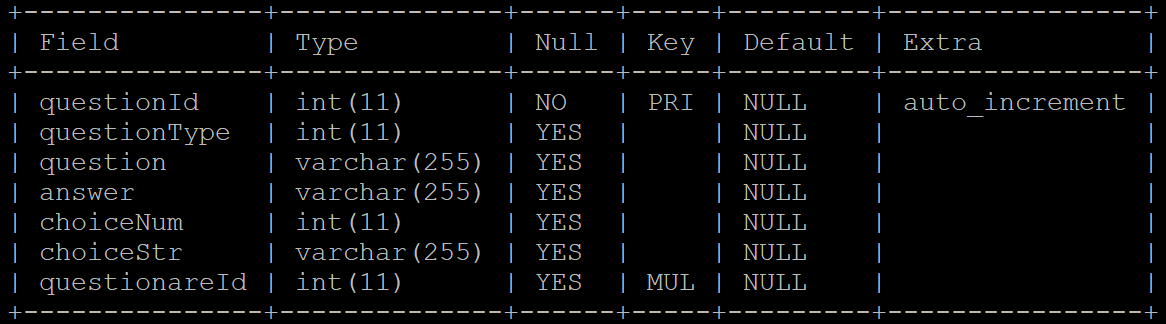 +---------------+--------------+------+-----+---------+----------------+
| Field         | Type         | Null | Key | Default | Extra          |
+---------------+--------------+------+-----+---------+----------------+
| questionId    | int(11)      | NO   | PRI | NULL    | auto_increment |
| questionType  | int(11)      | YES  |     | NULL    |                |
| question      | varchar(255) | YES  |     | NULL    |                |
| answer        | varchar(255) | YES  |     | NULL    |                |
| choiceNum     | int(11)      | YES  |     | NULL    |                |
| choiceStr     | varchar(255) | YES  |     | NULL    |                |
| questionareId | int(11)      | YES  | MUL | NULL    |                |
+---------------+--------------+------+-----+---------+----------------+